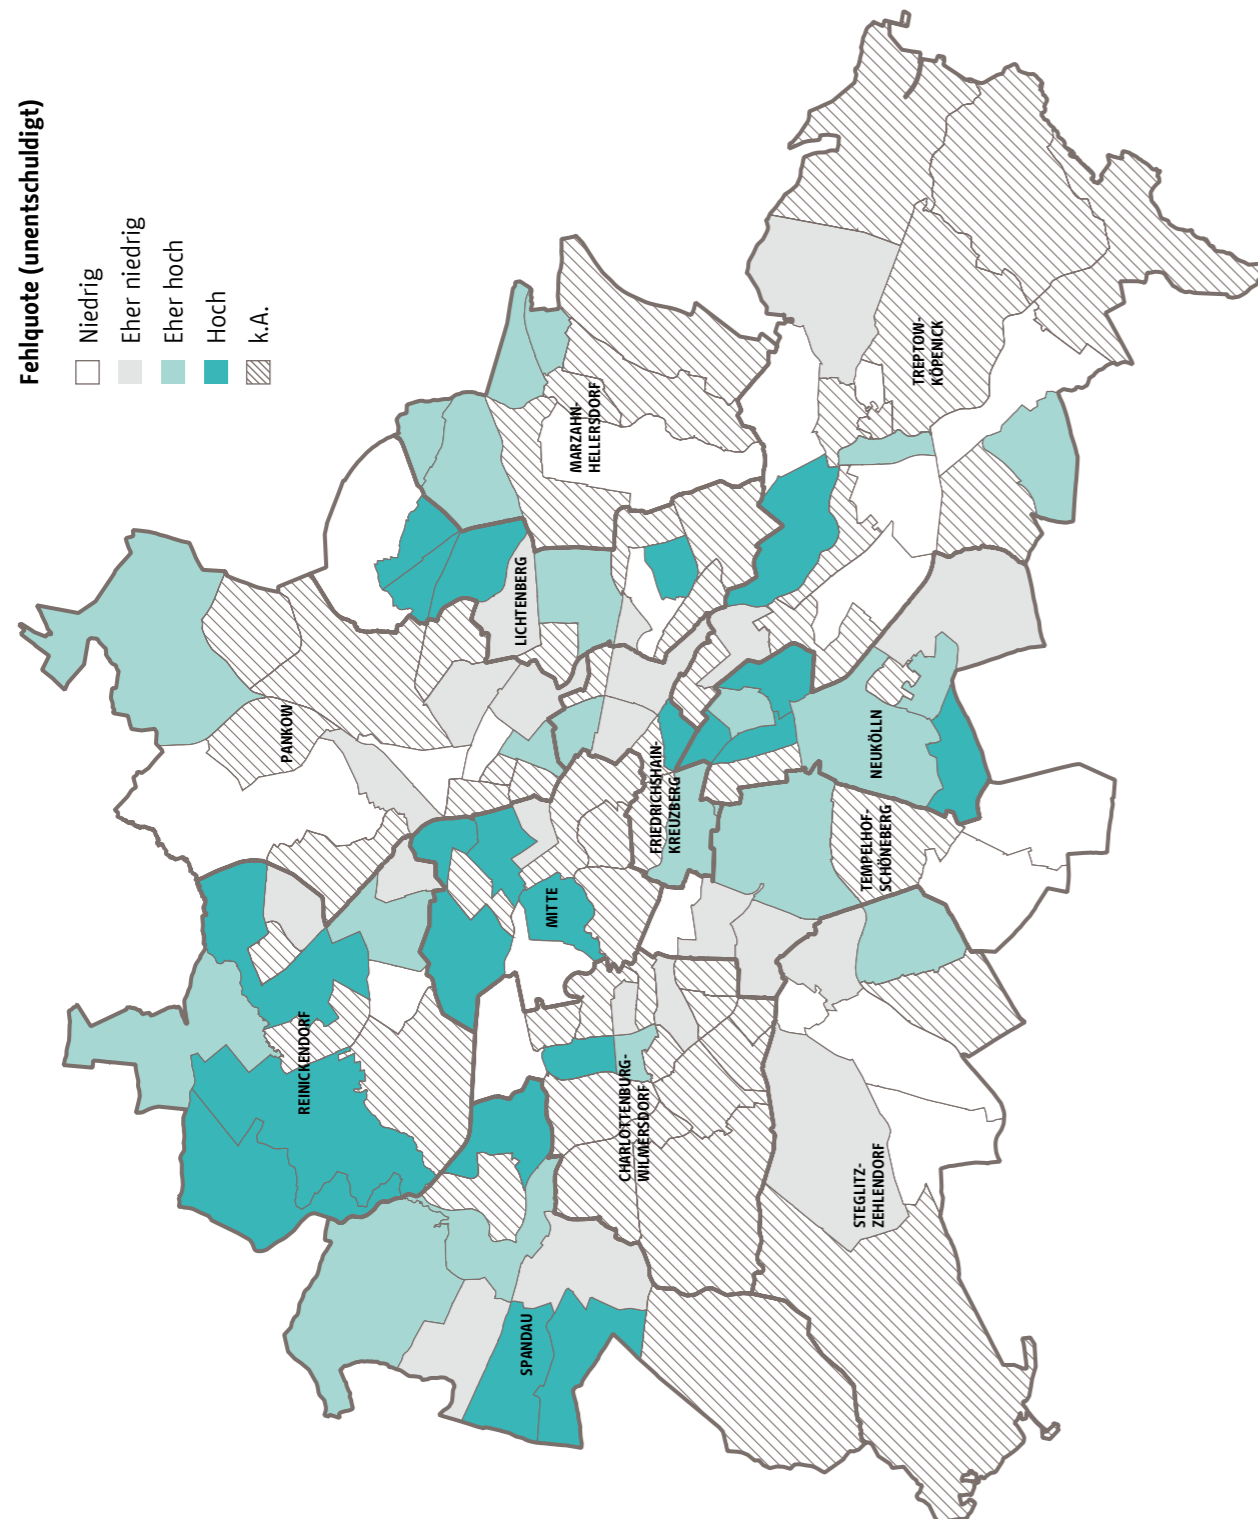 Fehlquote (unentschuldigt)
Niedrig
Eher niedrig
Eher hoch
Hoch
k.A.
REINICKENDORF
PANKOW
SPANDAU
MITTE
LICHTENBERG
MARZAHN-
HELLERSDORF
CHARLOTTENBURG-
WILMERSDORF
FRIEDRICHSHAIN-
KREUZBERG
STEGLITZ-
ZEHLENDORF
TEMPELHOF-
SCHÖNEBERG
NEUKÖLLN
TREPTOW-
KÖPENICK